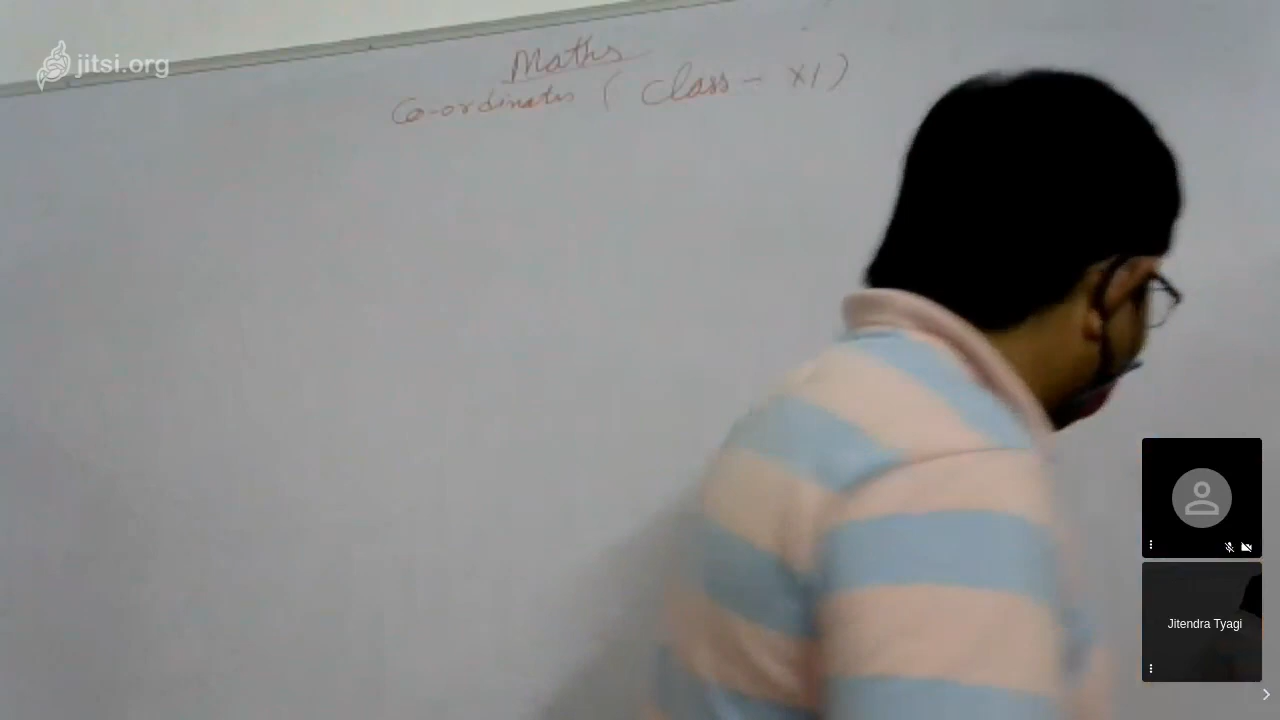 jitsi.org
Maths
Co-ordinates ( Class - XI )
Jitendra Tyagi